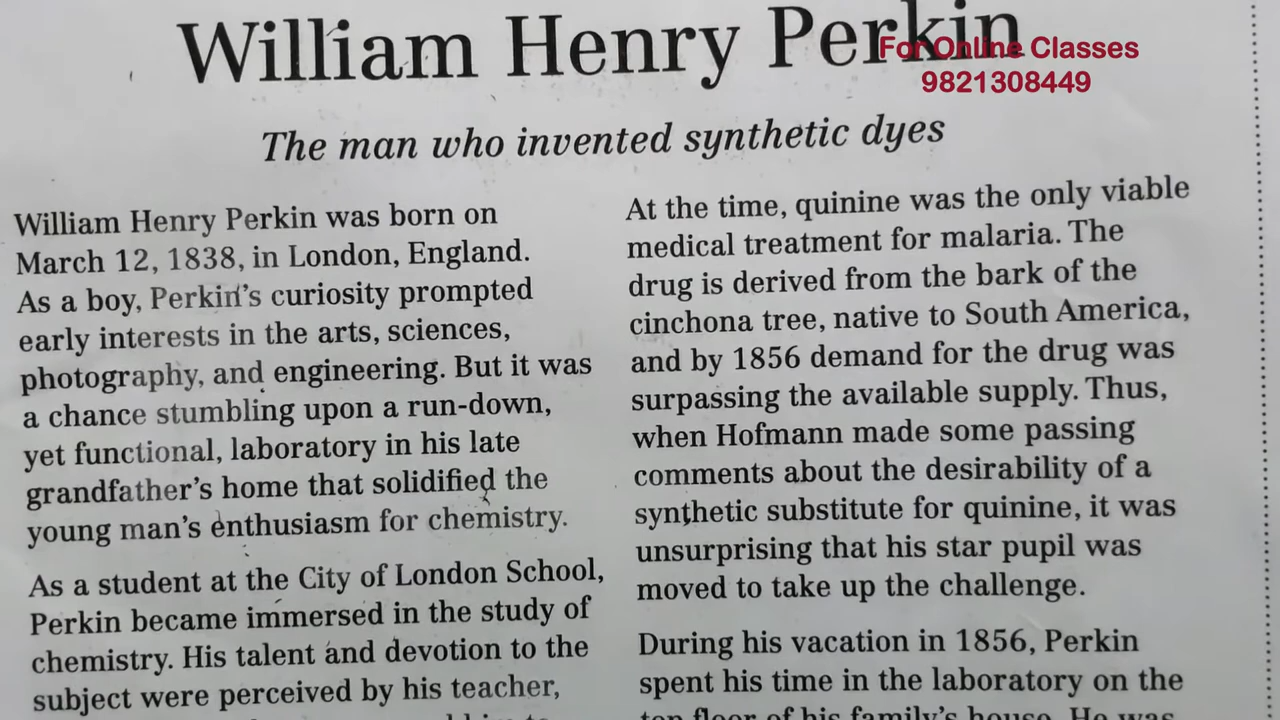 William Henry Perkin
For Online Classes
9821308449
The man who invented synthetic dyes
William Henry Perkin was born on
March 12, 1838, in London, England.
As a boy, Perkin's curiosity prompted
early interests in the arts, sciences,
photography, and engineering. But it was
a chance stumbling upon a run-down,
yet functional, laboratory in his late
grandfather's home that solidified the
young man's enthusiasm for chemistry.
As a student at the City of London School,
Perkin became immersed in the study of
chemistry. His talent and devotion to the
subject were perceived by his teacher,
At the time, quinine was the only viable
medical treatment for malaria. The
drug is derived from the bark of the
cinchona tree, native to South America,
and by 1856 demand for the drug was
surpassing the available supply. Thus,
when Hofmann made some passing
comments about the desirability of a
synthetic substitute for quinine, it was
unsurprising that his star pupil was
moved to take up the challenge.
During his vacation in 1856, Perkin
spent his time in the laboratory on the
top floor of his family's house. He was